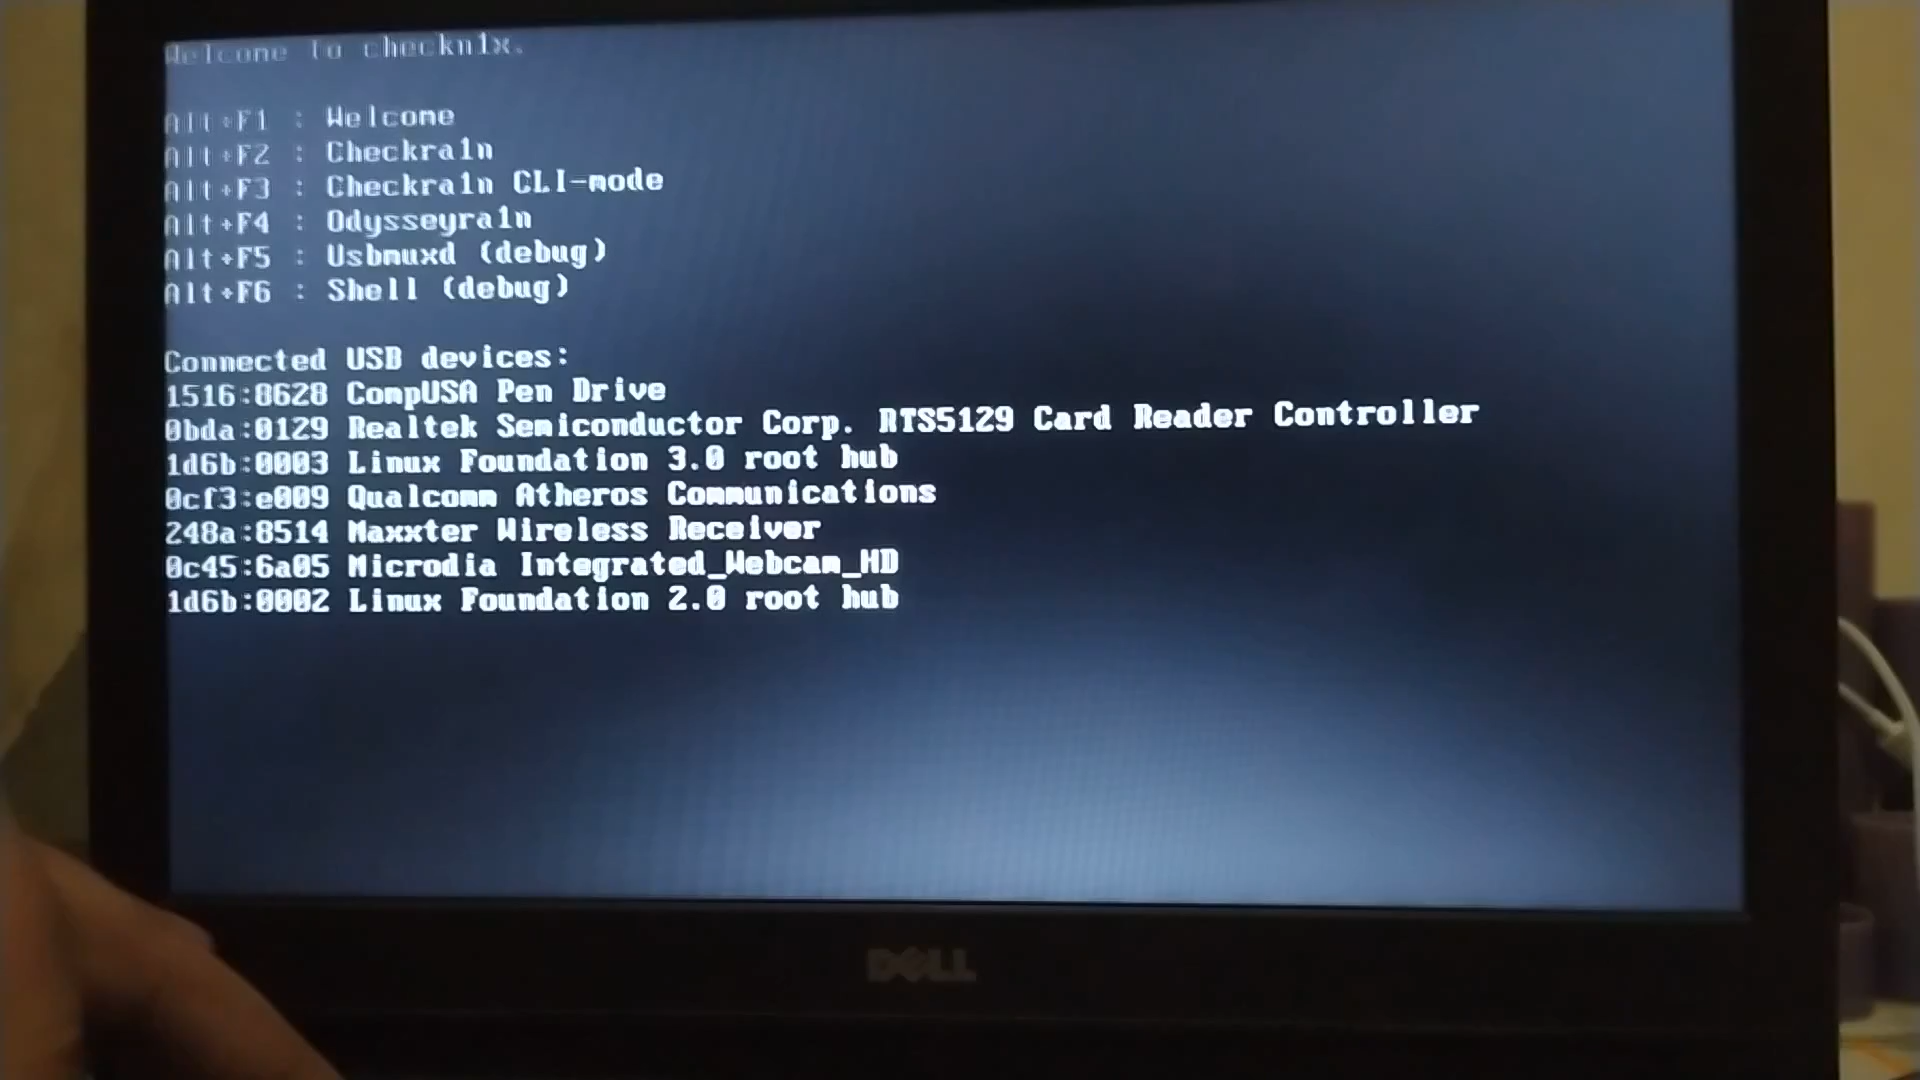 Welcome to checkn1x.
Alt+F1 : Welcome
Alt+F2 : Checkra1n
Alt+F3 : Checkra1n CLI-mode
Alt+F4 : Odysseyra1n
Alt+F5 : Usbmuxd (debug)
Alt+F6 : Shell (debug)
Connected USB devices:
1516:8628 CompUSA Pen Drive
0bda:0129 Realtek Semiconductor Corp. RTS5129 Card Reader Controller
1d6b:0003 Linux Foundation 3.0 root hub
0cf3:e009 Qualcomm Atheros Communications
248a:8514 Maxxter Wireless Receiver
0c45:6a05 Microdia Integrated_Webcam_HD
1d6b:0002 Linux Foundation 2.0 root hub
DELL